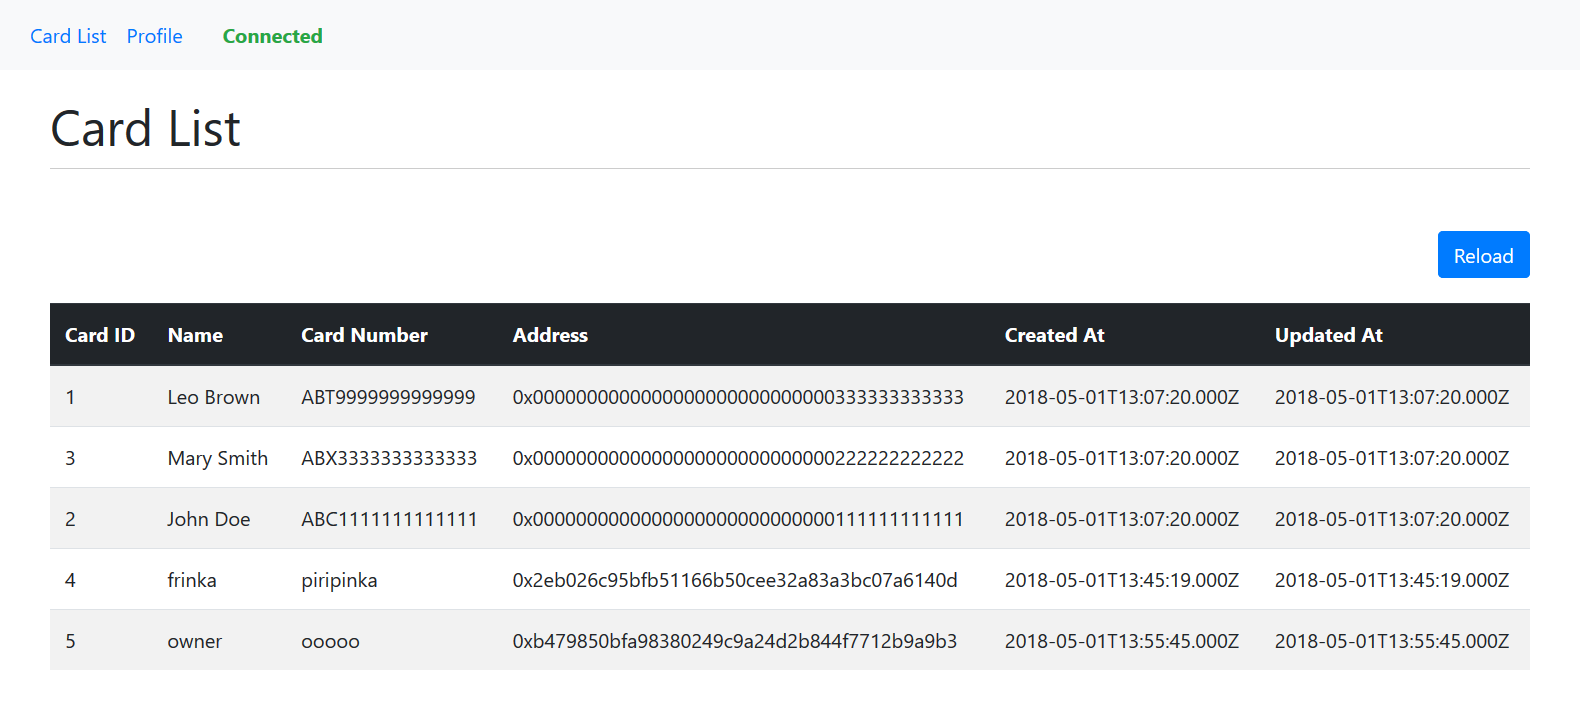 Card List Profile Connected
Card List
Reload
Card ID Name Card Number Address Created At Updated At
1 Leo Brown ABT9999999999999 0x0000000000000000000000000000333333333333 2018-05-01T13:07:20.000Z 2018-05-01T13:07:20.000Z
3 Mary Smith ABX3333333333333 0x0000000000000000000000000000222222222222 2018-05-01T13:07:20.000Z 2018-05-01T13:07:20.000Z
2 John Doe ABC1111111111111 0x0000000000000000000000000000111111111111 2018-05-01T13:07:20.000Z 2018-05-01T13:07:20.000Z
4 frinka piripinka 0x2eb026c95bfb51166b50cee32a83a3bc07a6140d 2018-05-01T13:45:19.000Z 2018-05-01T13:45:19.000Z
5 owner ooooo 0xb479850bfa98380249c9a24d2b844f7712b9a9b3 2018-05-01T13:55:45.000Z 2018-05-01T13:55:45.000Z